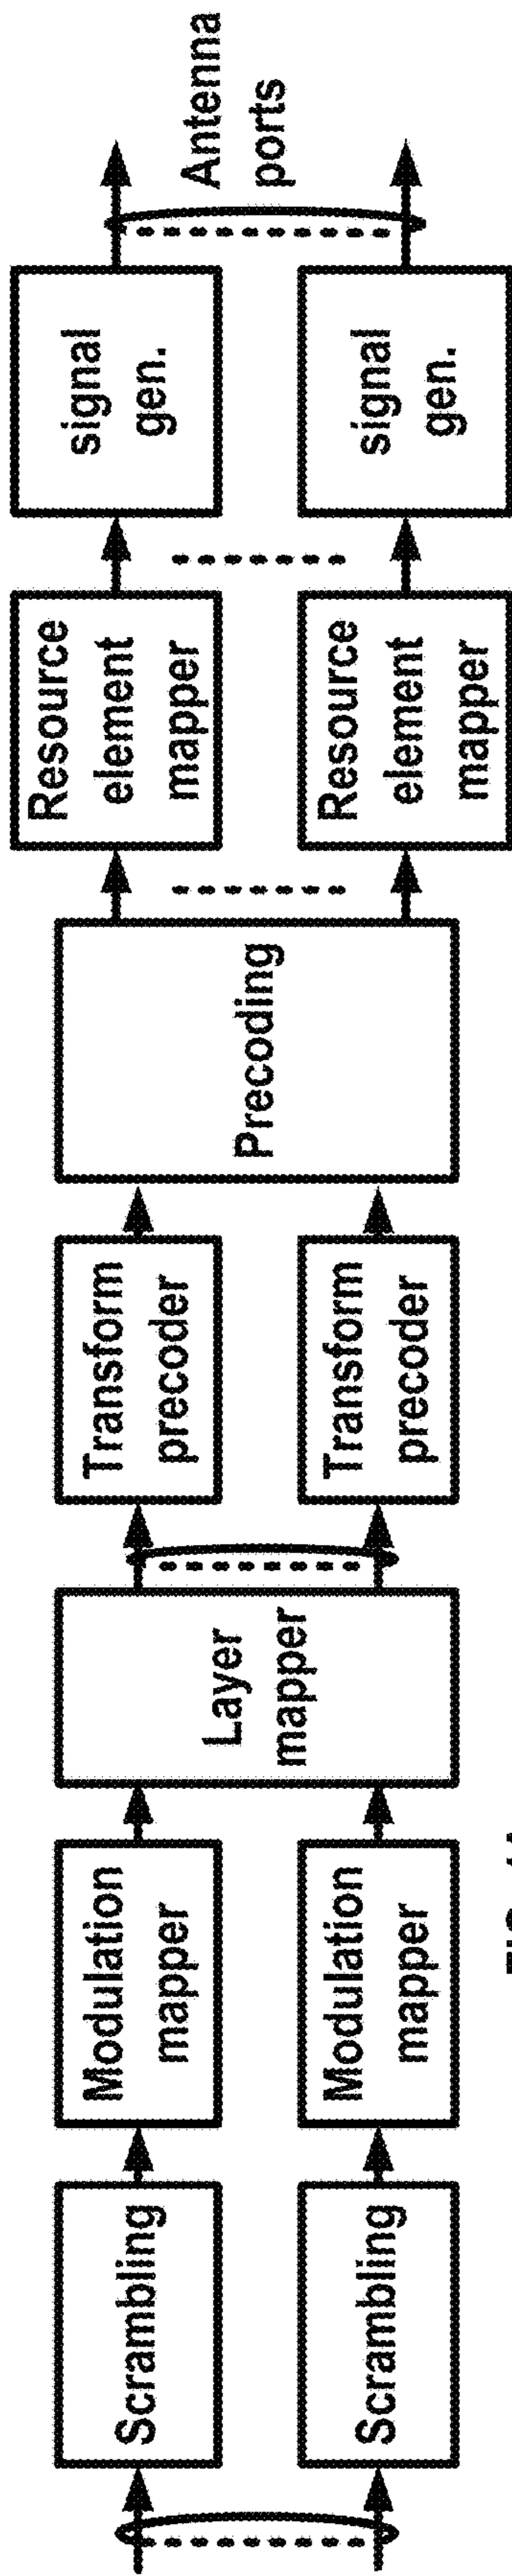 Scrambling
Scrambling
Modulation
mapper
Modulation
mapper
Layer
mapper
Transform
precoder
Transform
precoder
Precoding
Resource
element
mapper
Resource
element
mapper
signal
gen.
signal
gen.
Antenna
ports